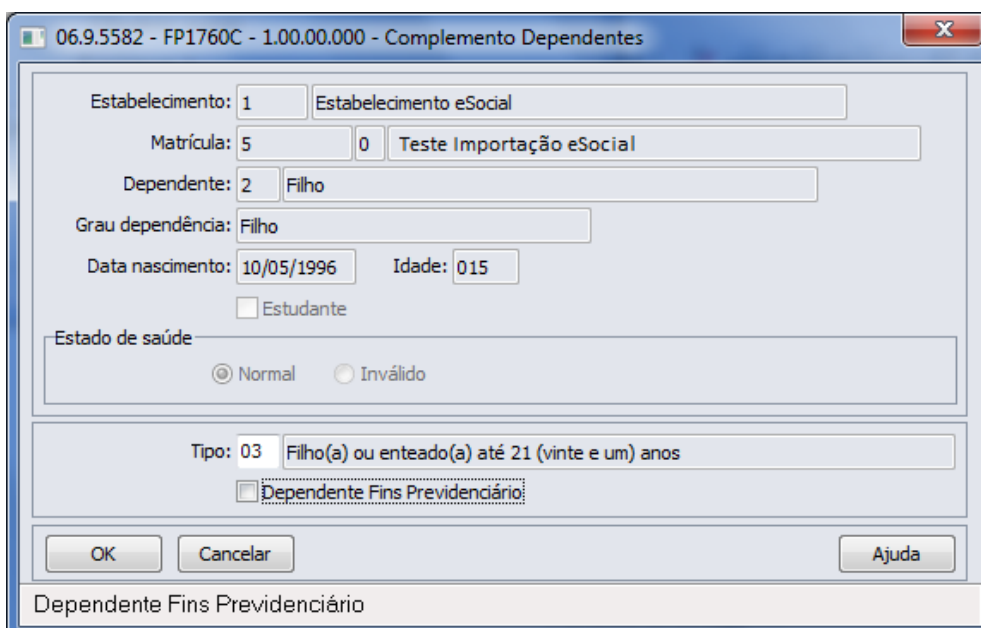 06.9.5582 - FP1760C - 1.00.00.000 - Complemento Dependentes
x
Estabelecimento: 1 Estabelecimento eSocial
Matrícula: 5 0 Teste Importação eSocial
Dependente: 2 Filho
Grau dependência: Filho
Data nascimento: 10/05/1996 Idade: 015
Estudante
Estado de saúde
Normal Inválido
Tipo: 03 Filho(a) ou enteado(a) até 21 (vinte e um) anos
Dependente Fins Previdenciário
OK Cancelar Ajuda
Dependente Fins Previdenciário